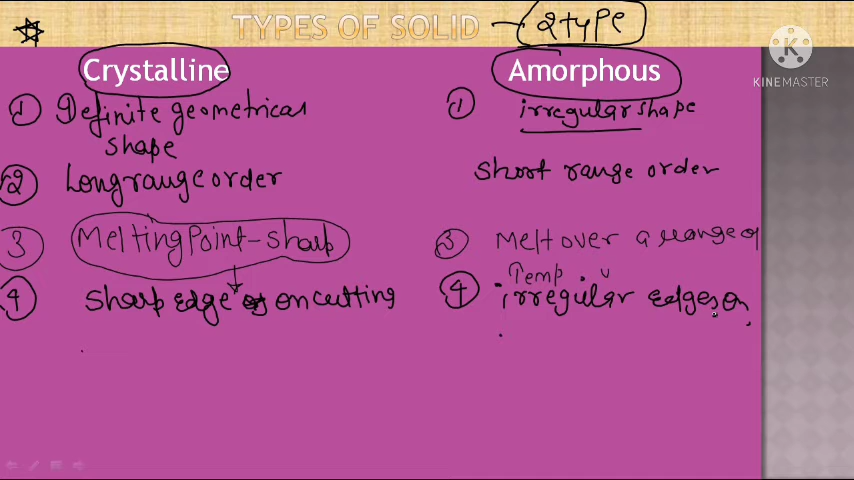 TYPES OF SOLID - 2 type
Crystalline
Amorphous
K
KINEMASTER
① Definite geometrical
shape
② Long range order
3 Melting Point - sharp
④ Sharp edge on cutting
① irregular shape
Short range order
③ Melt over a range of
Temp
④ irregular edges on